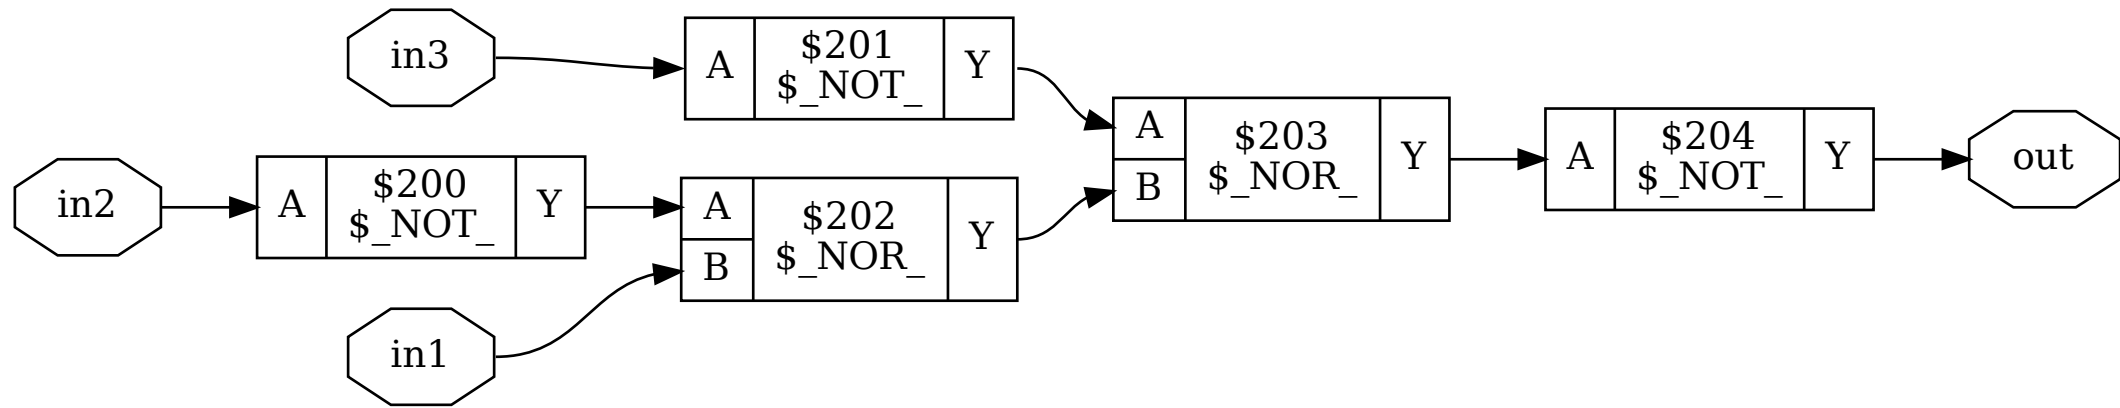 in3
A
$201
$_NOT_
Y
in2
A
$200
$_NOT_
Y
A
B
$202
$_NOR_
Y
in1
A
B
$203
$_NOR_
Y
A
$204
$_NOT_
Y
out